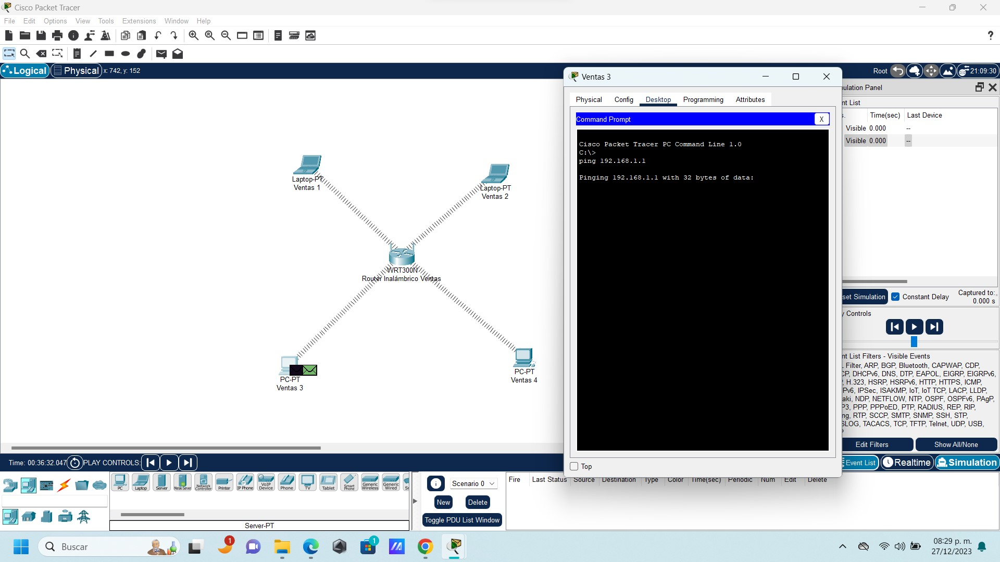 Cisco Packet Tracer
File Edit Options View Tools Extensions Window Help
Logical Physical x: 742, y: 152
Root 21:09:30
Laptop-PT
Ventas 1
Laptop-PT
Ventas 2
WRT300N
Router Inalámbrico Ventas
PC-PT
Ventas 3
PC-PT
Ventas 4
Ventas 3
Physical Config Desktop Programming Attributes
Command Prompt X
Cisco Packet Tracer PC Command Line 1.0
C:\>
ping 192.168.1.1
Pinging 192.168.1.1 with 32 bytes of data:
Top
ulation Panel
nt List
s. Time(sec) Last Device
Visible 0.000 --
Visible 0.000 --
set Simulation Constant Delay Captured to:
0.000 s
y Controls
nt List Filters - Visible Events
Filter, ARP, BGP, Bluetooth, CAPWAP, CDP,
CP, DHCPv6, DNS, DTP, EAPOL, EIGRP, EIGRPv6,
, H.323, HSRP, HSRPv6, HTTP, HTTPS, ICMP,
Pv6, IPSec, ISAKMP, IoT, IoT TCP, LACP, LLDP,
aki, NDP, NETFLOW, NTP, OSPF, OSPFv6, PAgP,
P3, PPP, PPPoED, PTP, RADIUS, REP, RIP,
ng, RTP, SCCP, SMTP, SNMP, SSH, STP,
SLOG, TACACS, TCP, TFTP, Telnet, UDP, USB,
Edit Filters Show All/None
Event List Realtime Simulation
Time: 00:36:32.047 PLAY CONTROLS:
PC Laptop Server Meraki Server Network Controller Printer IP Phone VoIP Device Phone TV Tablet Smart Phone Generic Wireless Generic Wired
Server-PT
Scenario 0
New Delete
Toggle PDU List Window
Fire Last Status Source Destination Type Color Time(sec) Periodic Num Edit Delete
Buscar
1
1
08:29 p. m.
27/12/2023